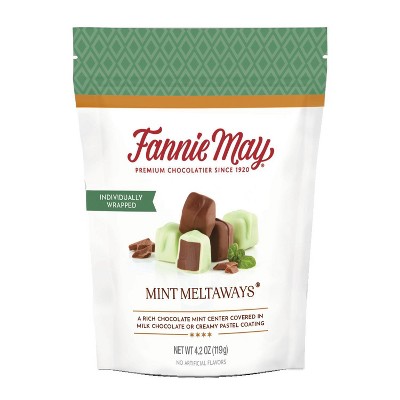 Fannie May®
PREMIUM CHOCOLATIER SINCE 1920
INDIVIDUALLY
WRAPPED
MINT MELTAWAYS®
A RICH CHOCOLATE MINT CENTER COVERED IN
MILK CHOCOLATE OR CREAMY PASTEL COATING
NET WT 4.2 OZ (119g)
NO ARTIFICIAL FLAVORS